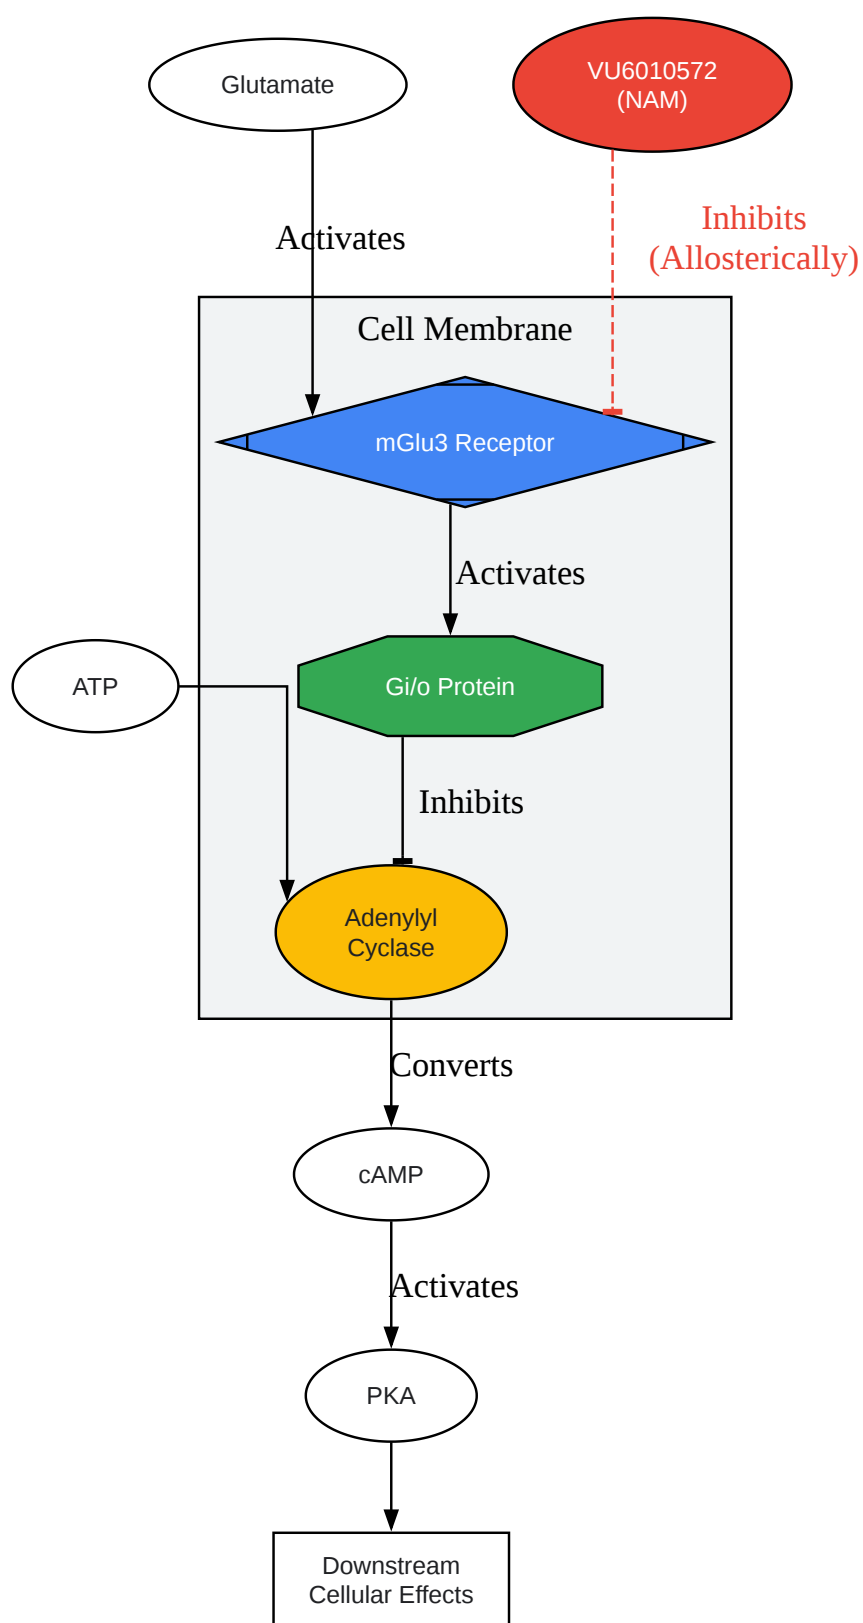 Glutamate
VU6010572
(NAM)
Activates
Inhibits
(Allosterically)
Cell Membrane
mGlu3 Receptor
Activates
ATP
Gi/o Protein
Inhibits
Adenylyl
Cyclase
Converts
cAMP
Activates
PKA
Downstream
Cellular Effects